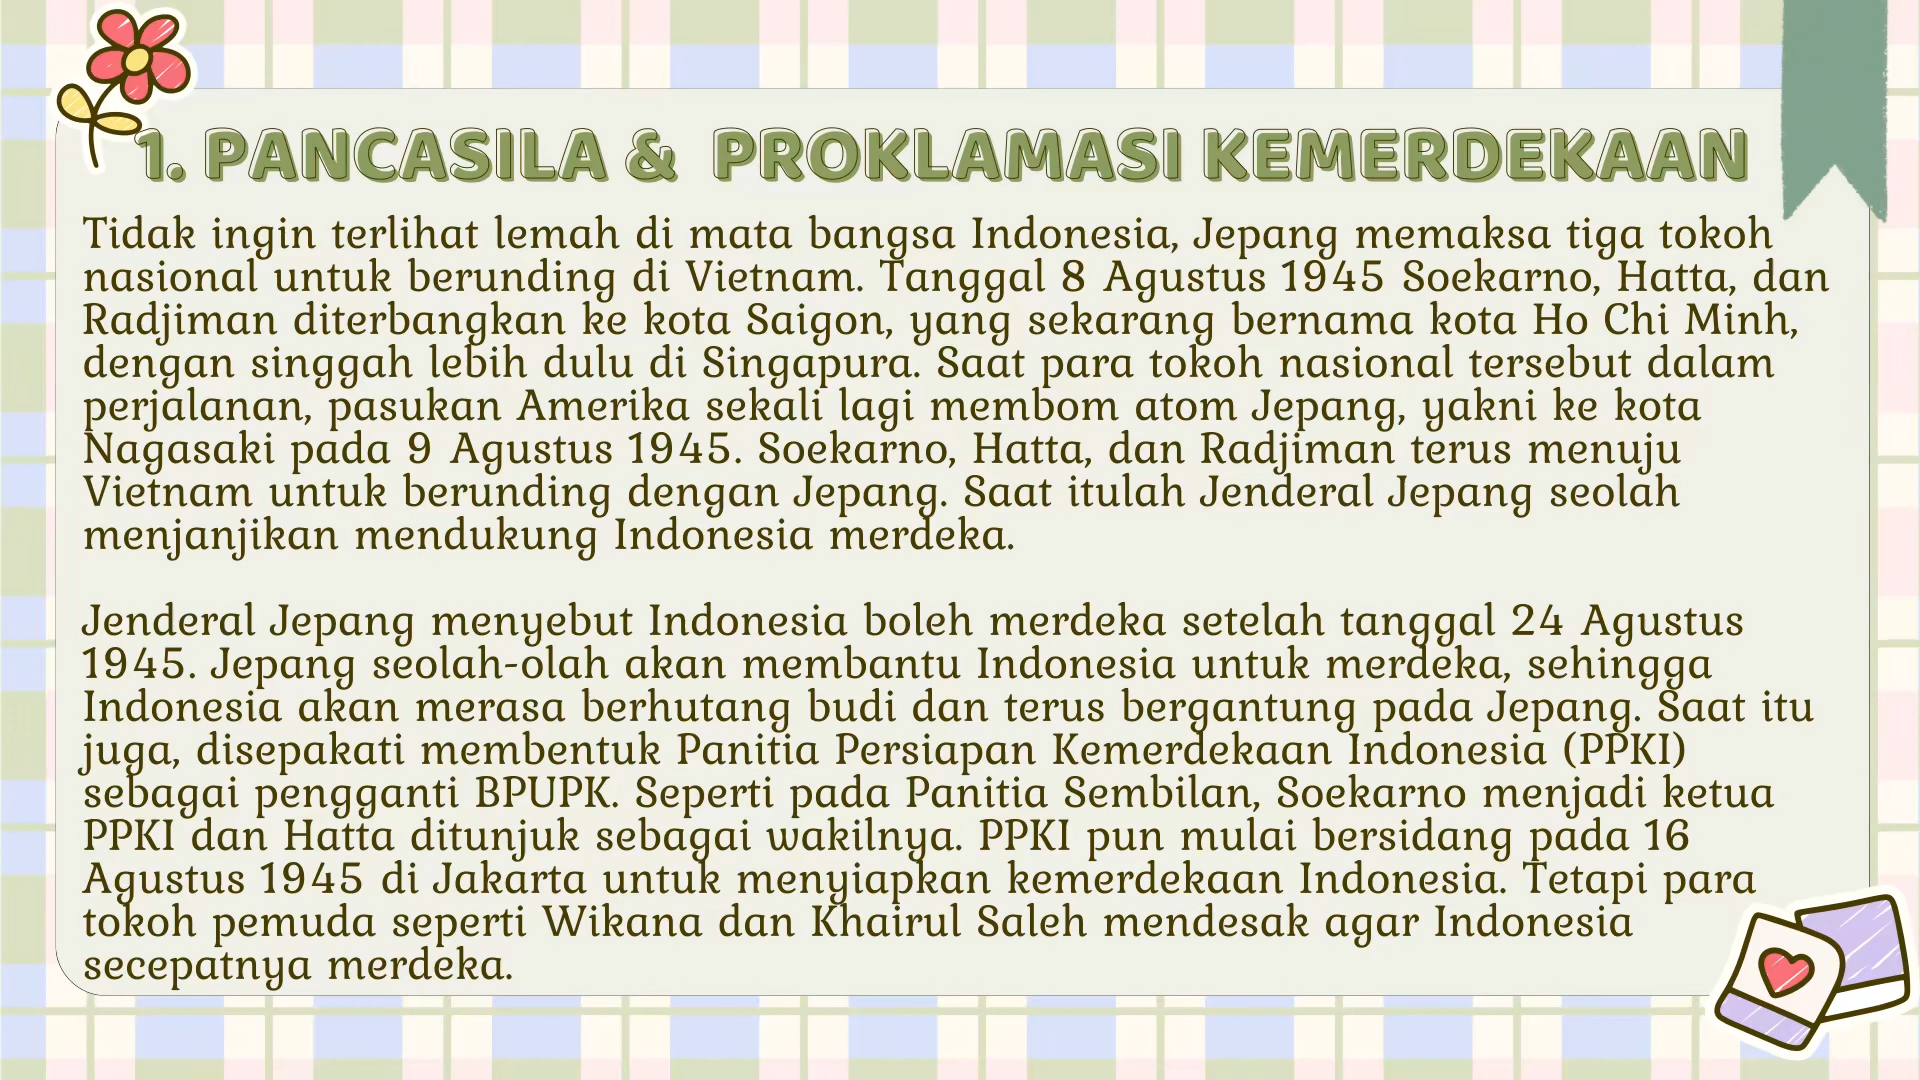 1. PANCASILA & PROKLAMASI KEMERDEKAAN
Tidak ingin terlihat lemah di mata bangsa Indonesia, Jepang memaksa tiga tokoh
nasional untuk berunding di Vietnam. Tanggal 8 Agustus 1945 Soekarno, Hatta, dan
Radjiman diterbangkan ke kota Saigon, yang sekarang bernama kota Ho Chi Minh,
dengan singgah lebih dulu di Singapura. Saat para tokoh nasional tersebut dalam
perjalanan, pasukan Amerika sekali lagi membom atom Jepang, yakni ke kota
Nagasaki pada 9 Agustus 1945. Soekarno, Hatta, dan Radjiman terus menuju
Vietnam untuk berunding dengan Jepang. Saat itulah Jenderal Jepang seolah
menjanjikan mendukung Indonesia merdeka.
Jenderal Jepang menyebut Indonesia boleh merdeka setelah tanggal 24 Agustus
1945. Jepang seolah-olah akan membantu Indonesia untuk merdeka, sehingga
Indonesia akan merasa berhutang budi dan terus bergantung pada Jepang. Saat itu
juga, disepakati membentuk Panitia Persiapan Kemerdekaan Indonesia (PPKI)
sebagai pengganti BPUPK. Seperti pada Panitia Sembilan, Soekarno menjadi ketua
PPKI dan Hatta ditunjuk sebagai wakilnya. PPKI pun mulai bersidang pada 16
Agustus 1945 di Jakarta untuk menyiapkan kemerdekaan Indonesia. Tetapi para
tokoh pemuda seperti Wikana dan Khairul Saleh mendesak agar Indonesia
secepatnya merdeka.